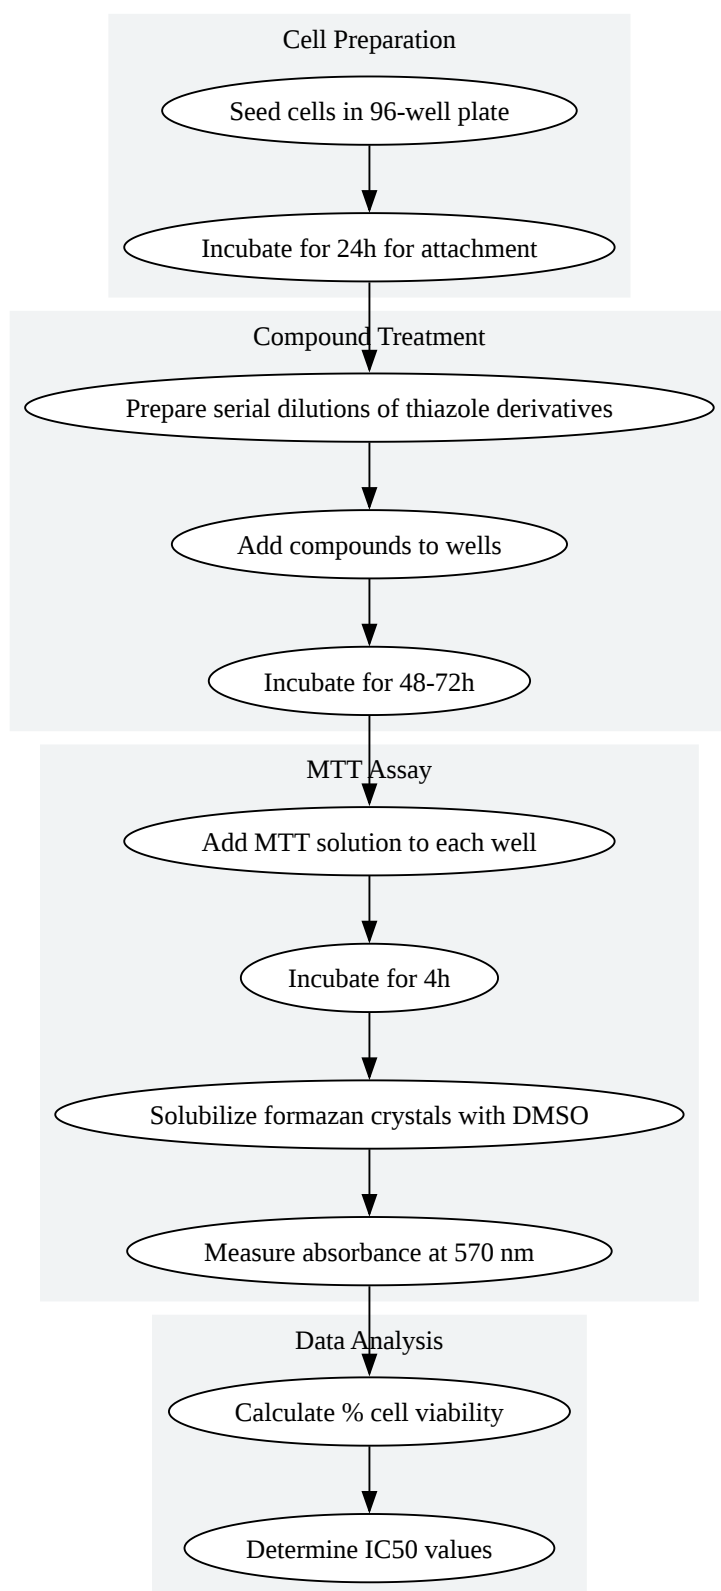 Cell Preparation
Seed cells in 96-well plate
Incubate for 24h for attachment
Compound Treatment
Prepare serial dilutions of thiazole derivatives
Add compounds to wells
Incubate for 48-72h
MTT Assay
Add MTT solution to each well
Incubate for 4h
Solubilize formazan crystals with DMSO
Measure absorbance at 570 nm
Data Analysis
Calculate % cell viability
Determine IC50 values